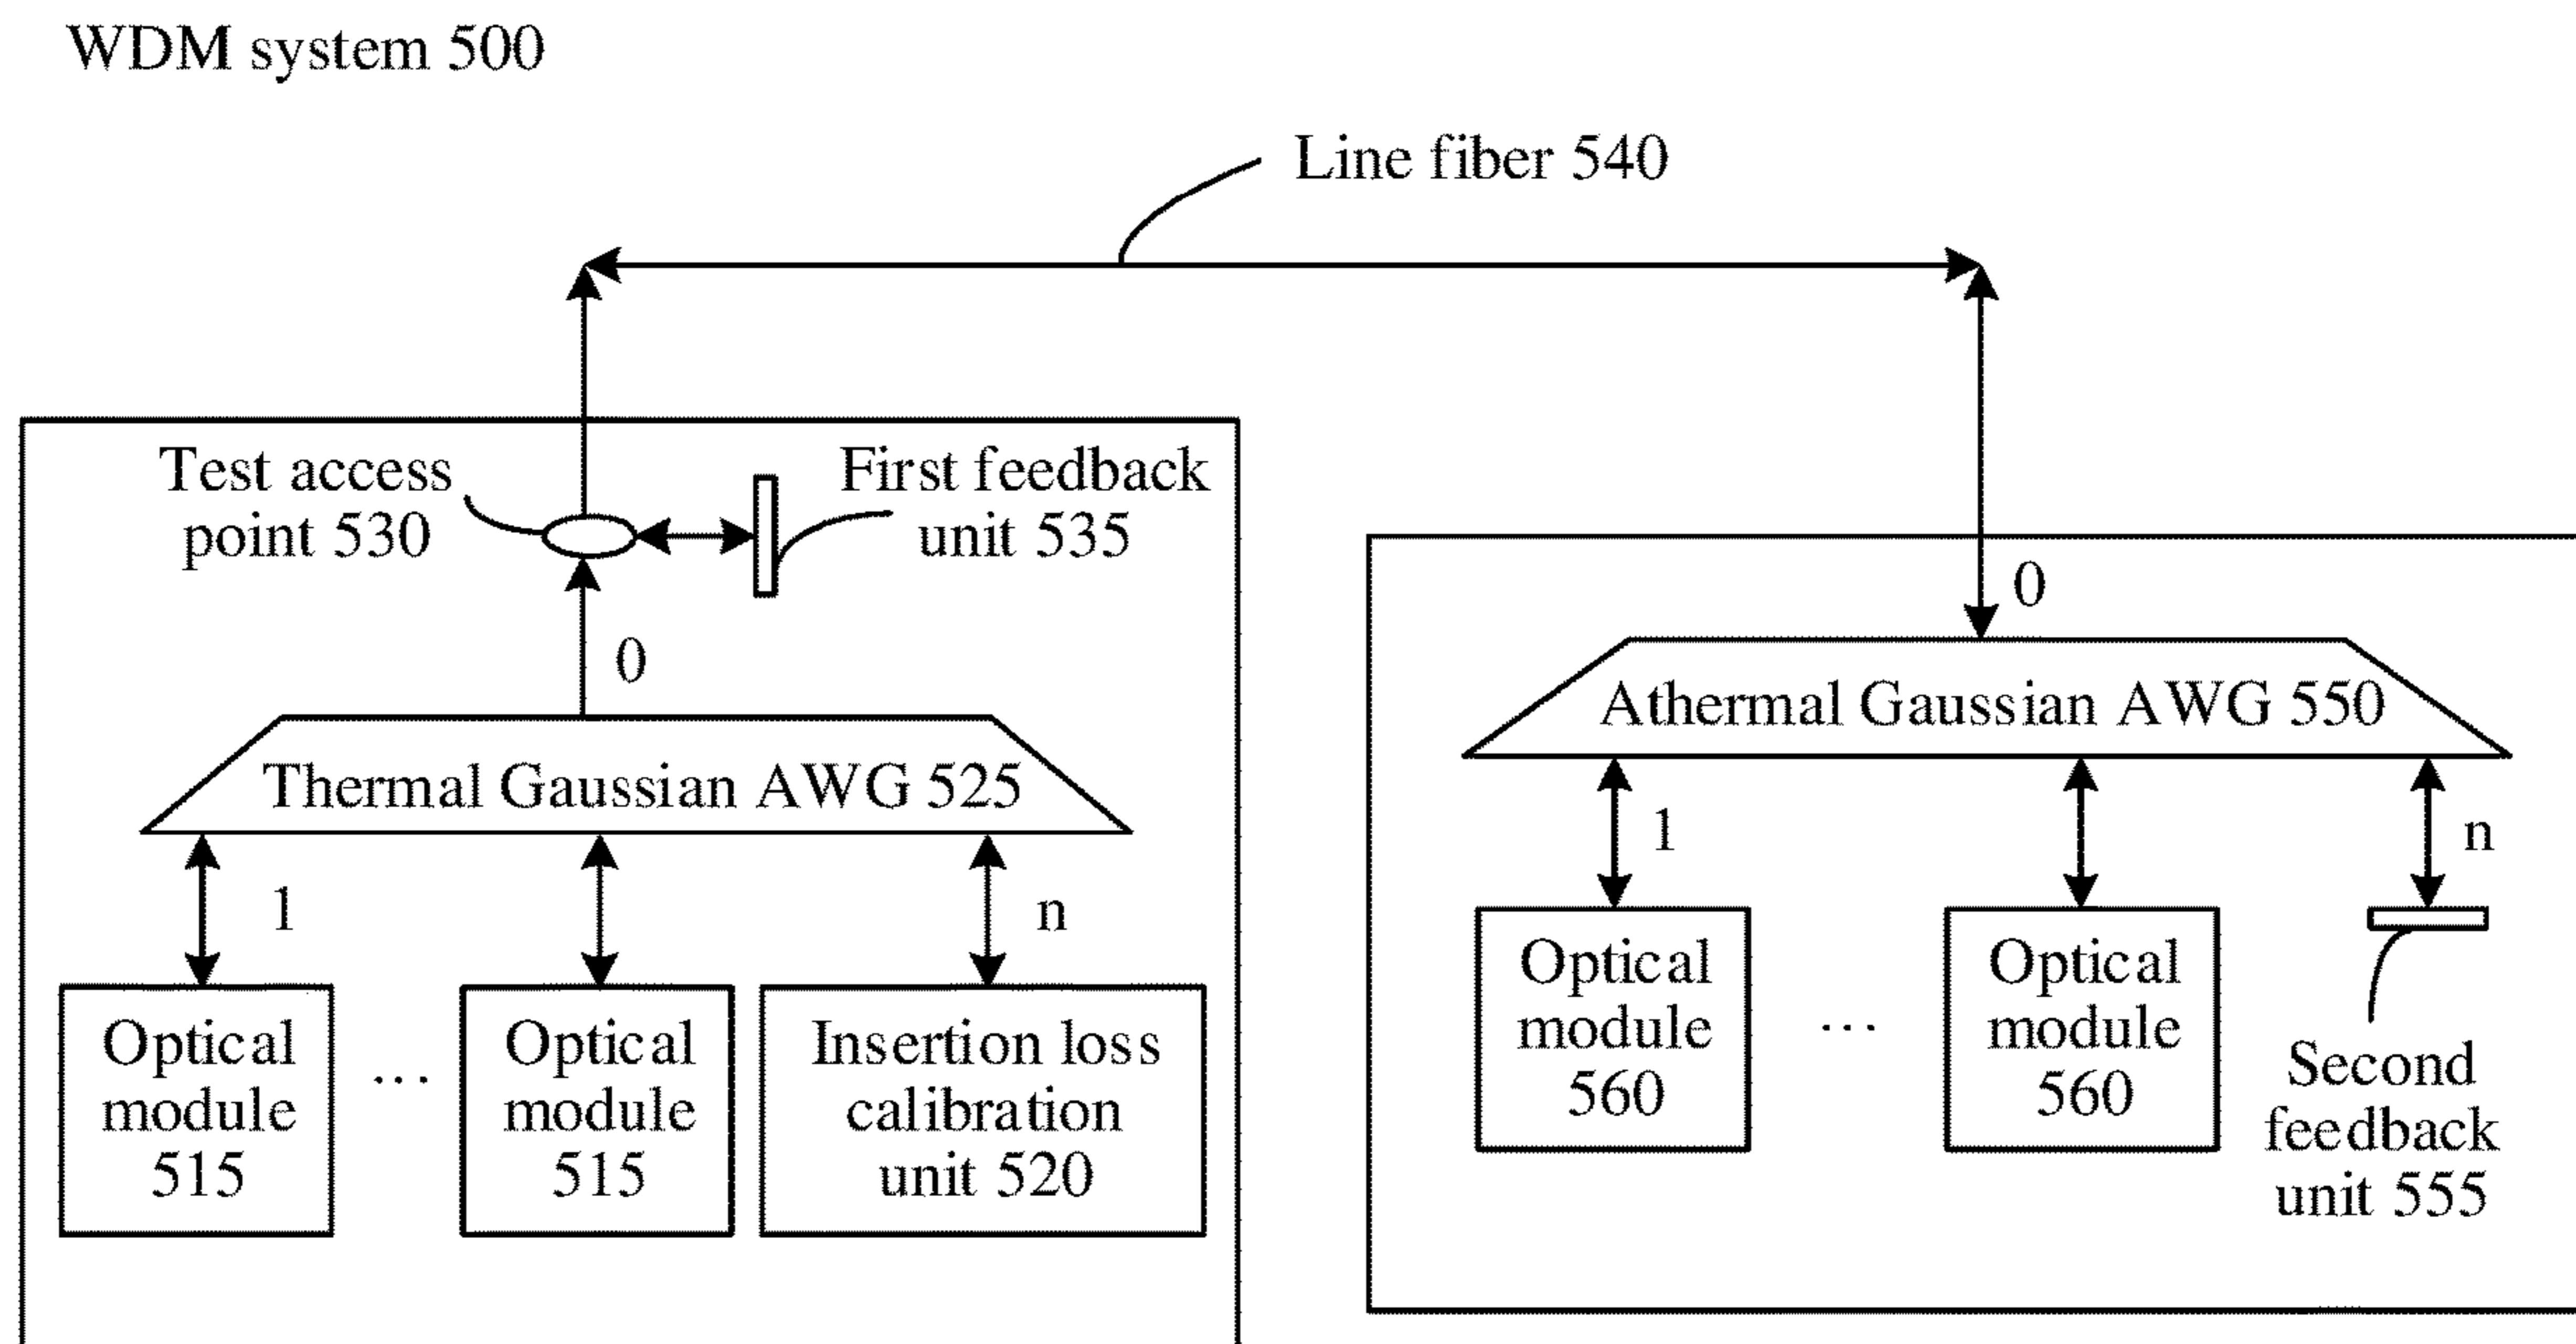 WDM system 500
Line fiber 540
Test access
point 530
First feedback
unit 535
0
Thermal Gaussian AWG 525
1
n
Optical
module
515
...
Optical
module
515
Insertion loss
calibration
unit 520
0
Athermal Gaussian AWG 550
1
n
Optical
module
560
...
Optical
module
560
Second
feedback
unit 555